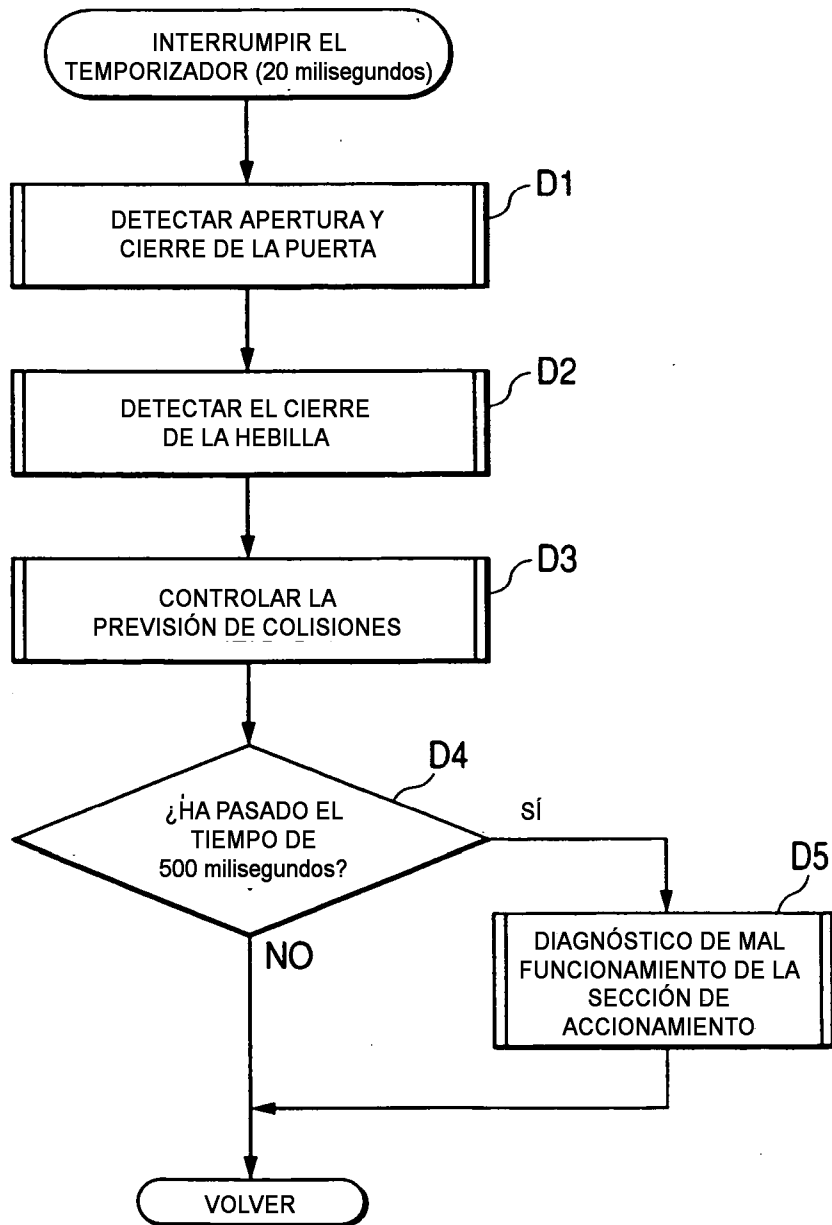 INTERRUMPIR EL
TEMPORIZADOR (20 milisegundos)
D1
DETECTAR APERTURA Y
CIERRE DE LA PUERTA
D2
DETECTAR EL CIERRE
DE LA HEBILLA
D3
CONTROLAR LA
PREVISIÓN DE COLISIONES
D4
¿HA PASADO EL
TIEMPO DE
500 milisegundos?
SÍ
NO
D5
DIAGNÓSTICO DE MAL
FUNCIONAMIENTO DE LA
SECCIÓN DE
ACCIONAMIENTO
VOLVER